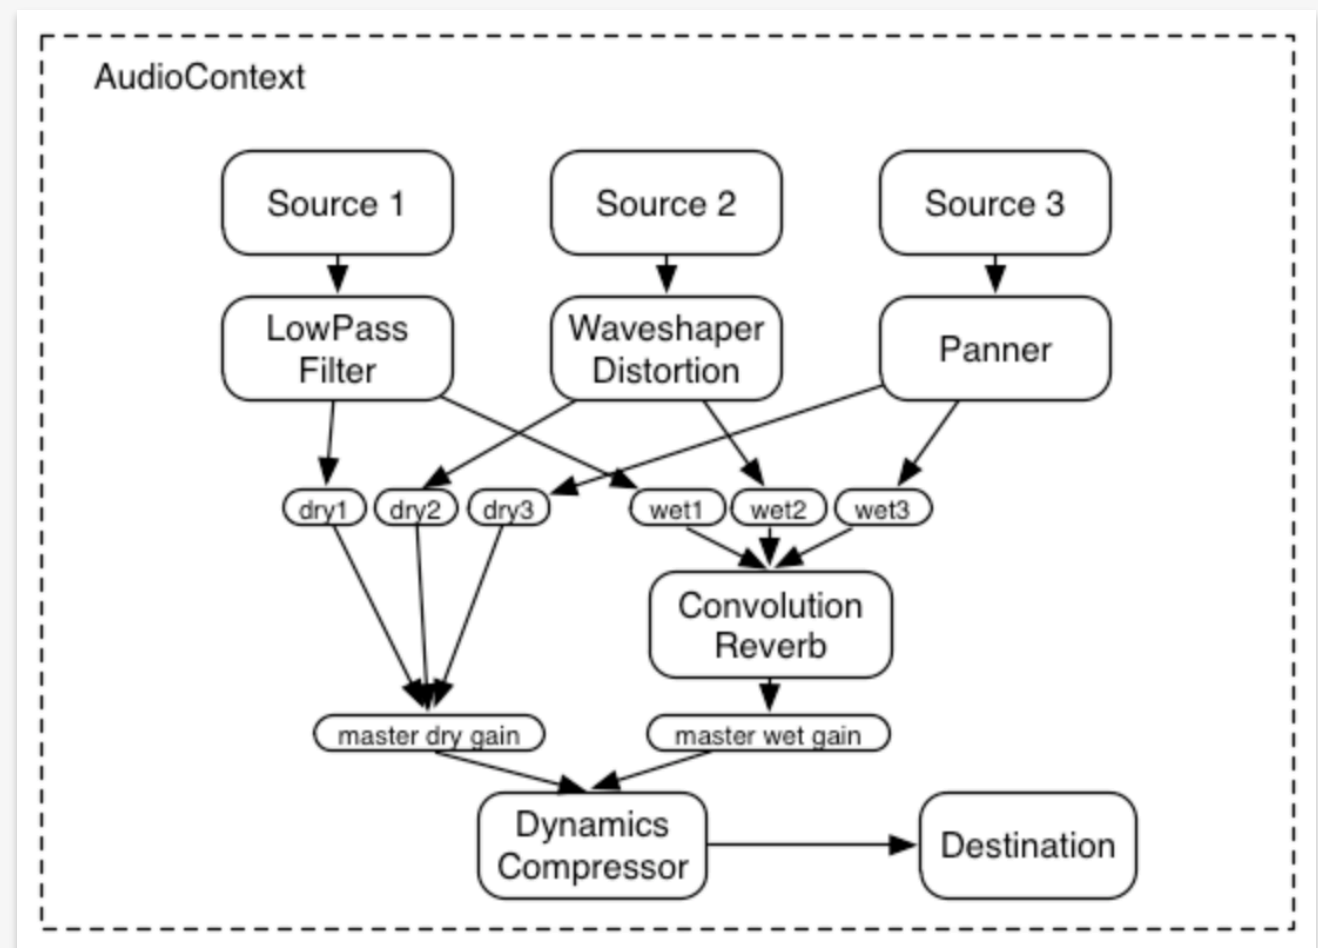 AudioContext
Source 1
Source 2
Source 3
LowPass
Filter
Waveshaper
Distortion
Panner
dry1
dry2
dry3
wet1
wet2
wet3
Convolution
Reverb
master dry gain
master wet gain
Dynamics
Compressor
Destination